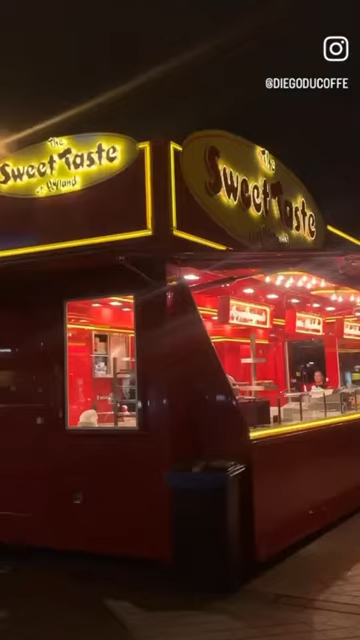 @DIEGODUCOFFE
The
Sweet Taste
of Holland
The
Sweet Taste